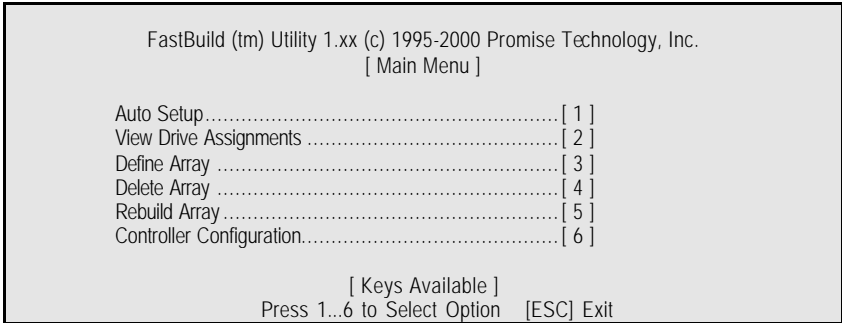 FastBuild (tm) Utility 1.xx (c) 1995-2000 Promise Technology, Inc.
[ Main Menu ]
Auto Setup............................................................[ 1 ]
View Drive Assignments ...........................................[ 2 ]
Define Array ..........................................................[ 3 ]
Delete Array ..........................................................[ 4 ]
Rebuild Array.........................................................[ 5 ]
Controller Configuration............................................[ 6 ]
[ Keys Available ]
Press 1...6 to Select Option [ESC] Exit